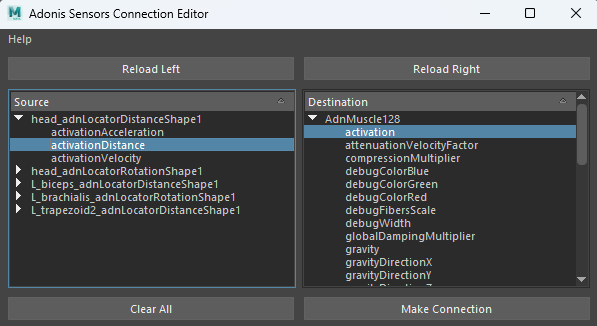 Adonis Sensors Connection Editor
Help
Reload Left
Reload Right
Source
head_adnLocatorDistanceShape1
activationAcceleration
activationDistance
activationVelocity
head_adnLocatorRotationShape1
L_biceps_adnLocatorDistanceShape1
L_brachialis_adnLocatorRotationShape1
L_trapezoid2_adnLocatorDistanceShape1
Destination
AdnMuscle128
activation
attenuationVelocityFactor
compressionMultiplier
debugColorBlue
debugColorGreen
debugColorRed
debugFibersScale
debugWidth
globalDampingMultiplier
gravity
gravityDirectionX
gravityDirectionY
Clear All
Make Connection